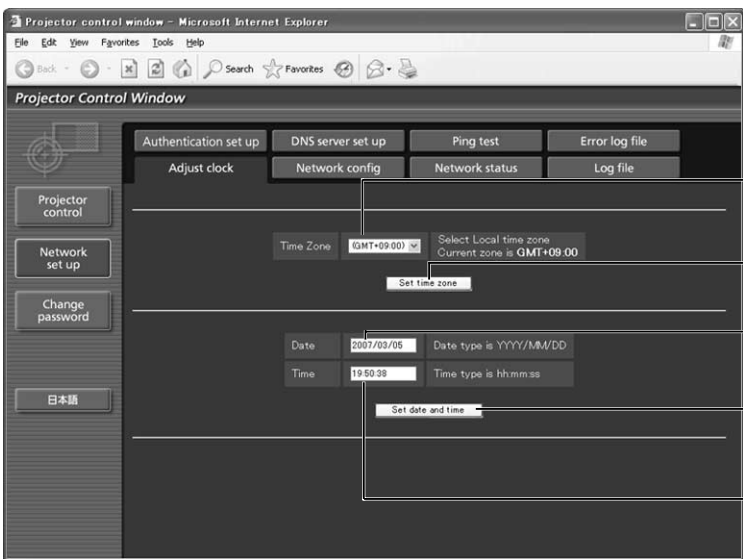 Projector control window - Microsoft Internet Explorer
File Edit View Favorites Tools Help
Back Search Favorites
Projector Control Window
Authentication set up DNS server set up Ping test Error log file
Adjust clock Network config Network status Log file
Projector control
Network set up
Change password
日本語
Time Zone (GMT+09:00) Select Local time zone
Current zone is GMT+09:00
Set time zone
Date 2007/03/05 Date type is YYYY/MM/DD
Time 19:50:38 Time type is hh:mm:ss
Set date and time